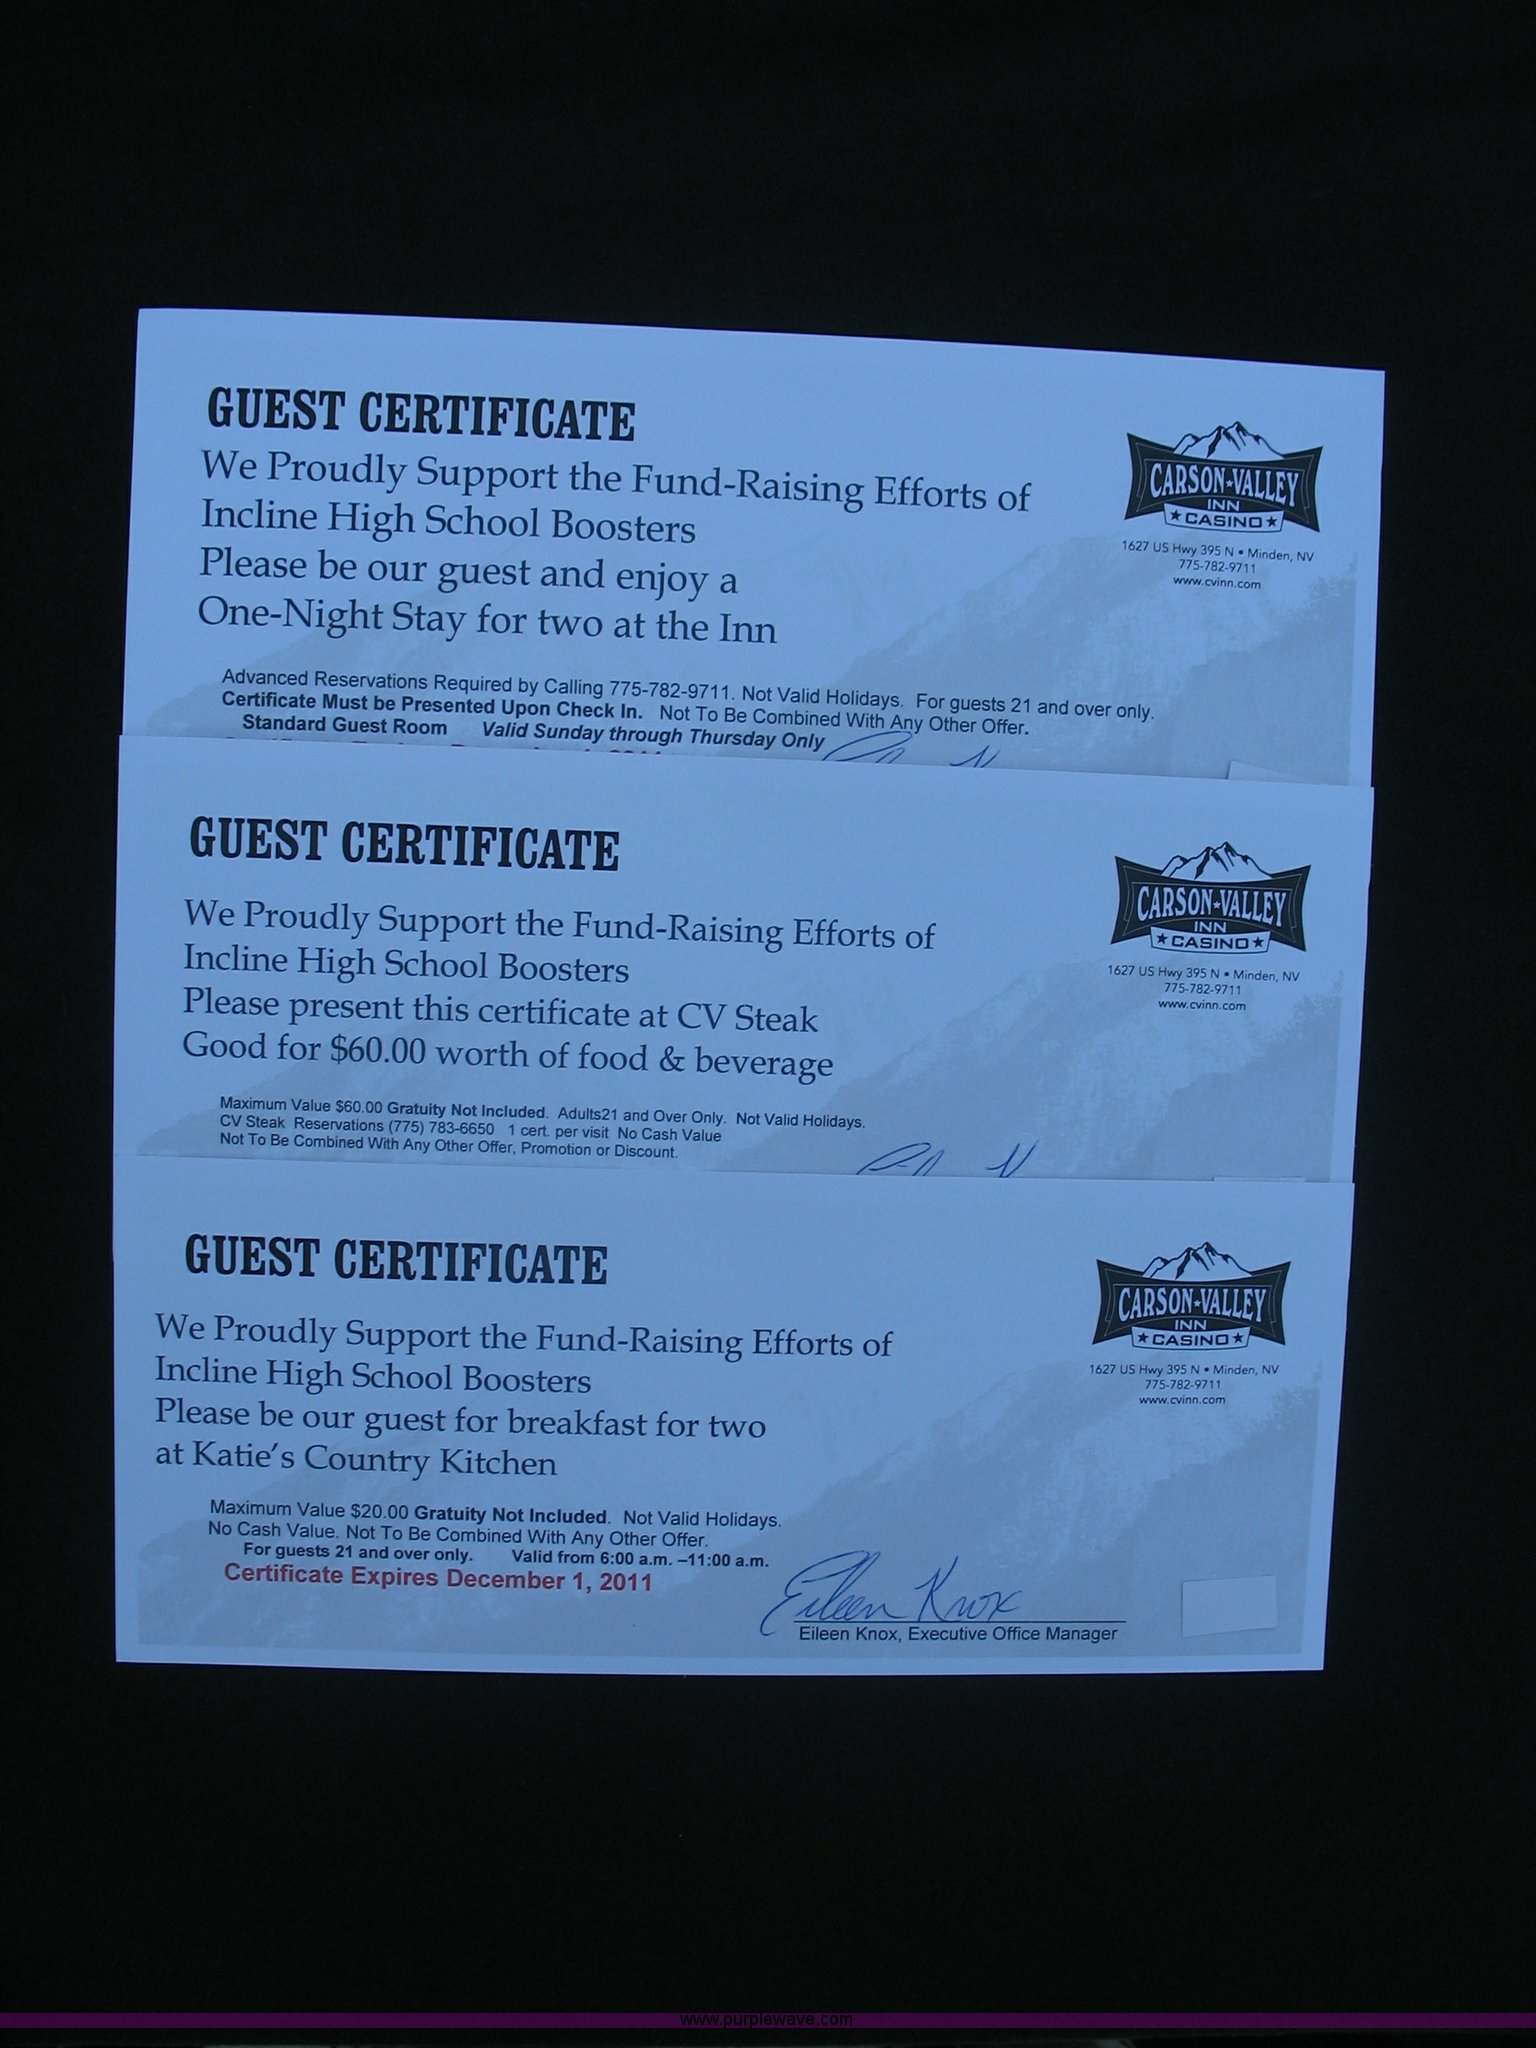 GUEST CERTIFICATE
We Proudly Support the Fund-Raising Efforts of
Incline High School Boosters
Please be our guest and enjoy a
One-Night Stay for two at the Inn
CARSON★VALLEY
INN
★CASINO★
1627 US Hwy 395 N • Minden, NV
775-782-9711
www.cvinn.com
Advanced Reservations Required by Calling 775-782-9711. Not Valid Holidays. For guests 21 and over only.
Certificate Must be Presented Upon Check In. Not To Be Combined With Any Other Offer.
Standard Guest Room Valid Sunday through Thursday Only
GUEST CERTIFICATE
We Proudly Support the Fund-Raising Efforts of
Incline High School Boosters
Please present this certificate at CV Steak
Good for $60.00 worth of food & beverage
CARSON★VALLEY
INN
★CASINO★
1627 US Hwy 395 N • Minden, NV
775-782-9711
www.cvinn.com
Maximum Value $60.00 Gratuity Not Included. Adults21 and Over Only. Not Valid Holidays.
CV Steak Reservations (775) 783-6650 1 cert. per visit No Cash Value
Not To Be Combined With Any Other Offer, Promotion or Discount.
GUEST CERTIFICATE
We Proudly Support the Fund-Raising Efforts of
Incline High School Boosters
Please be our guest for breakfast for two
at Katie's Country Kitchen
CARSON★VALLEY
INN
★CASINO★
1627 US Hwy 395 N • Minden, NV
775-782-9711
www.cvinn.com
Maximum Value $20.00 Gratuity Not Included. Not Valid Holidays.
No Cash Value. Not To Be Combined With Any Other Offer.
For guests 21 and over only. Valid from 6:00 a.m. –11:00 a.m.
Certificate Expires December 1, 2011
Eileen Knox
Eileen Knox, Executive Office Manager
www.purplewave.com